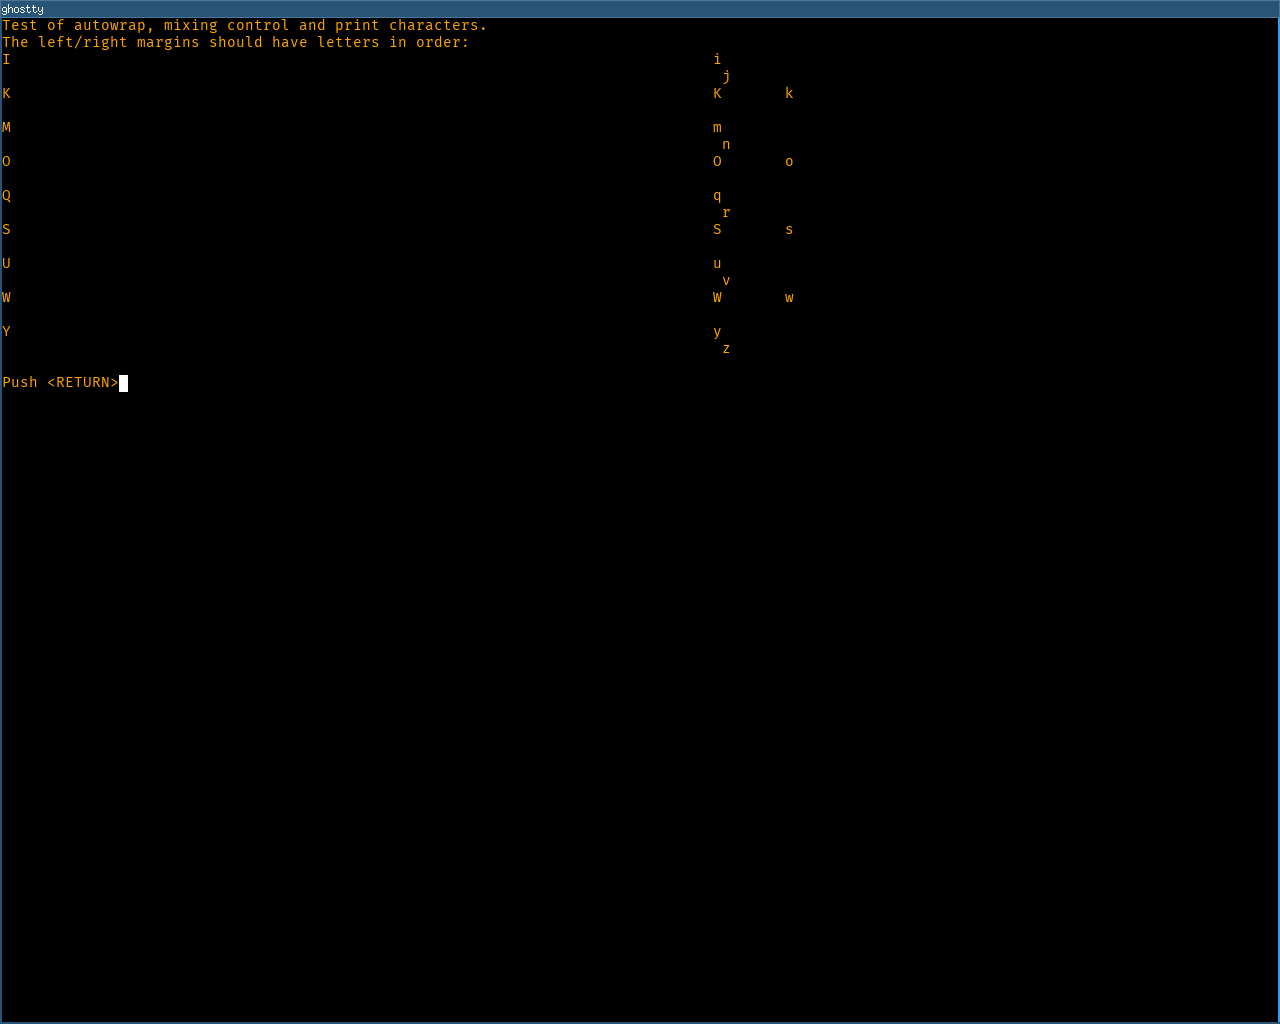 ghostty
Test of autowrap, mixing control and print characters.
The left/right margins should have letters in order:
I i
j
K K k
M m
n
O O o
Q q
r
S S s
U u
v
W W w
Y y
z
Push <RETURN>